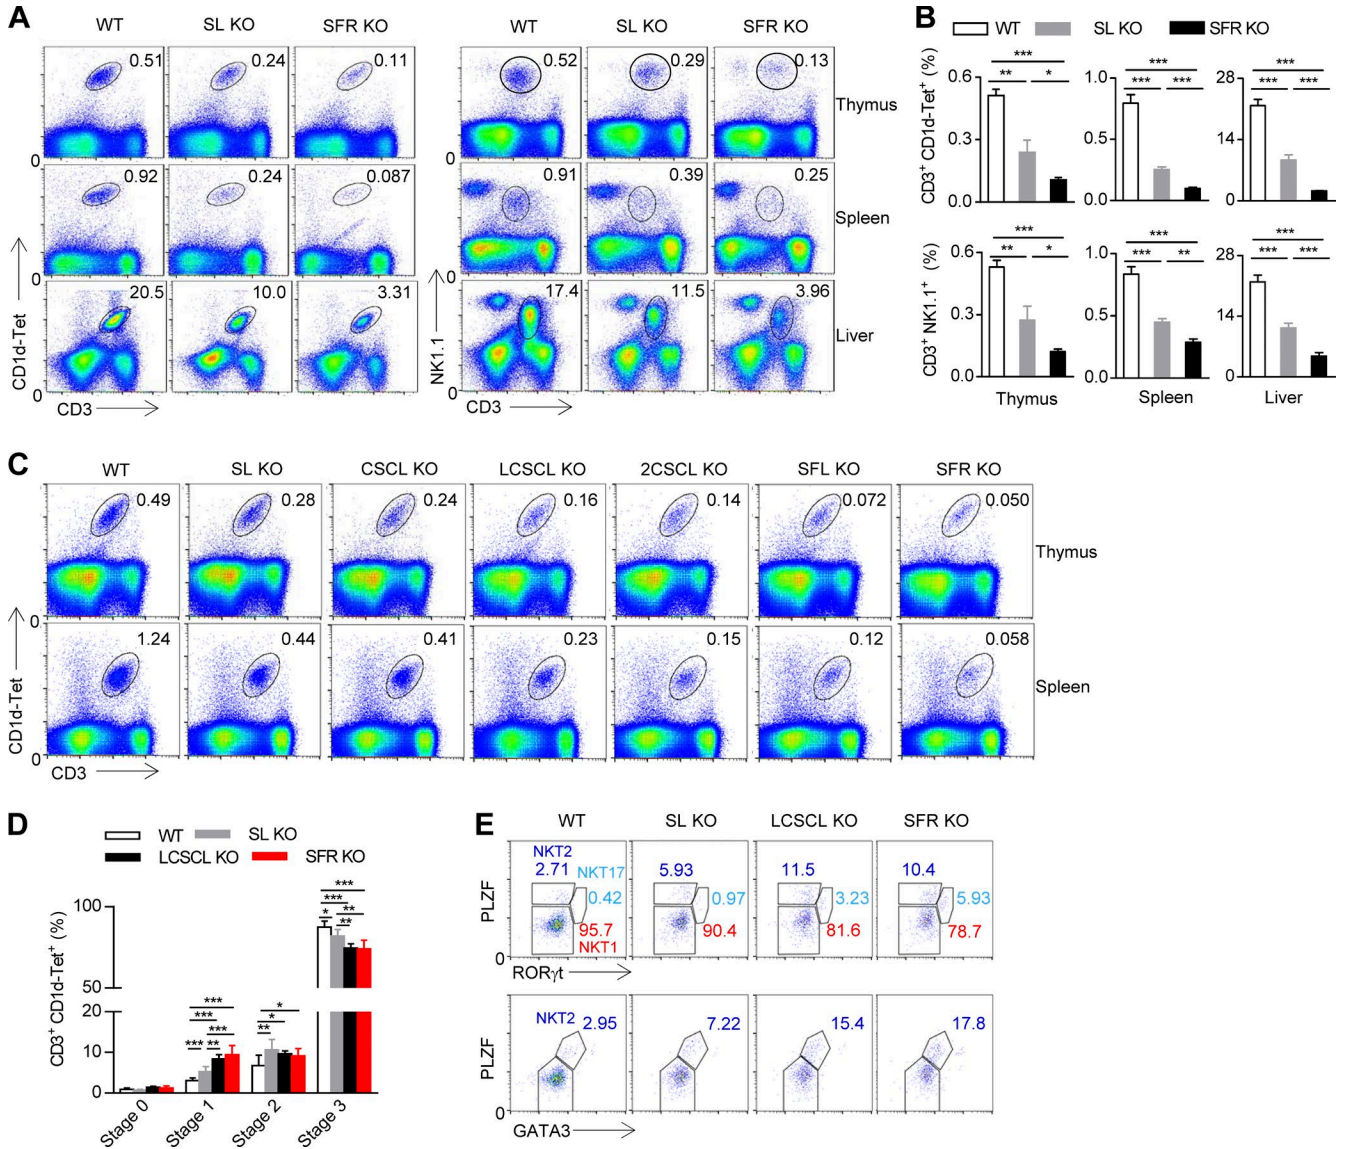 A
WT
SL KO
SFR KO
WT
SL KO
SFR KO
0.51
0.24
0.11
0.52
0.29
0.13
Thymus
0
0
0.92
0.24
0.087
0.91
0.39
0.25
Spleen
0
0
20.5
10.0
3.31
17.4
11.5
3.96
Liver
0
0
CD1d-Tet
CD3
NK1.1
CD3
B
WT
SL KO
SFR KO
CD3+ CD1d-Tet+ (%)
0.6
0.3
0.0
***
**
*
1.0
0.5
0.0
***
***
***
28
14
0
***
***
***
CD3+ NK1.1+ (%)
0.6
0.3
0.0
***
**
*
1.0
0.5
0.0
***
***
**
28
14
0
***
***
***
Thymus
Spleen
Liver
C
WT
SL KO
CSCL KO
LCSCL KO
2CSCL KO
SFL KO
SFR KO
0.49
0.28
0.24
0.16
0.14
0.072
0.050
Thymus
0
1.24
0.44
0.41
0.23
0.15
0.12
0.058
Spleen
0
CD1d-Tet
CD3
D
WT
SL KO
LCSCL KO
SFR KO
CD3+ CD1d-Tet+ (%)
100
50
20
10
0
***
***
***
***
**
*
*
**
***
***
*
**
**
Stage 0
Stage 1
Stage 2
Stage 3
E
WT
SL KO
LCSCL KO
SFR KO
NKT2
2.71
NKT17
0.42
95.7
NKT1
5.93
0.97
90.4
11.5
3.23
81.6
10.4
5.93
78.7
PLZF
0
RORγt
NKT2
2.95
7.22
15.4
17.8
PLZF
0
GATA3